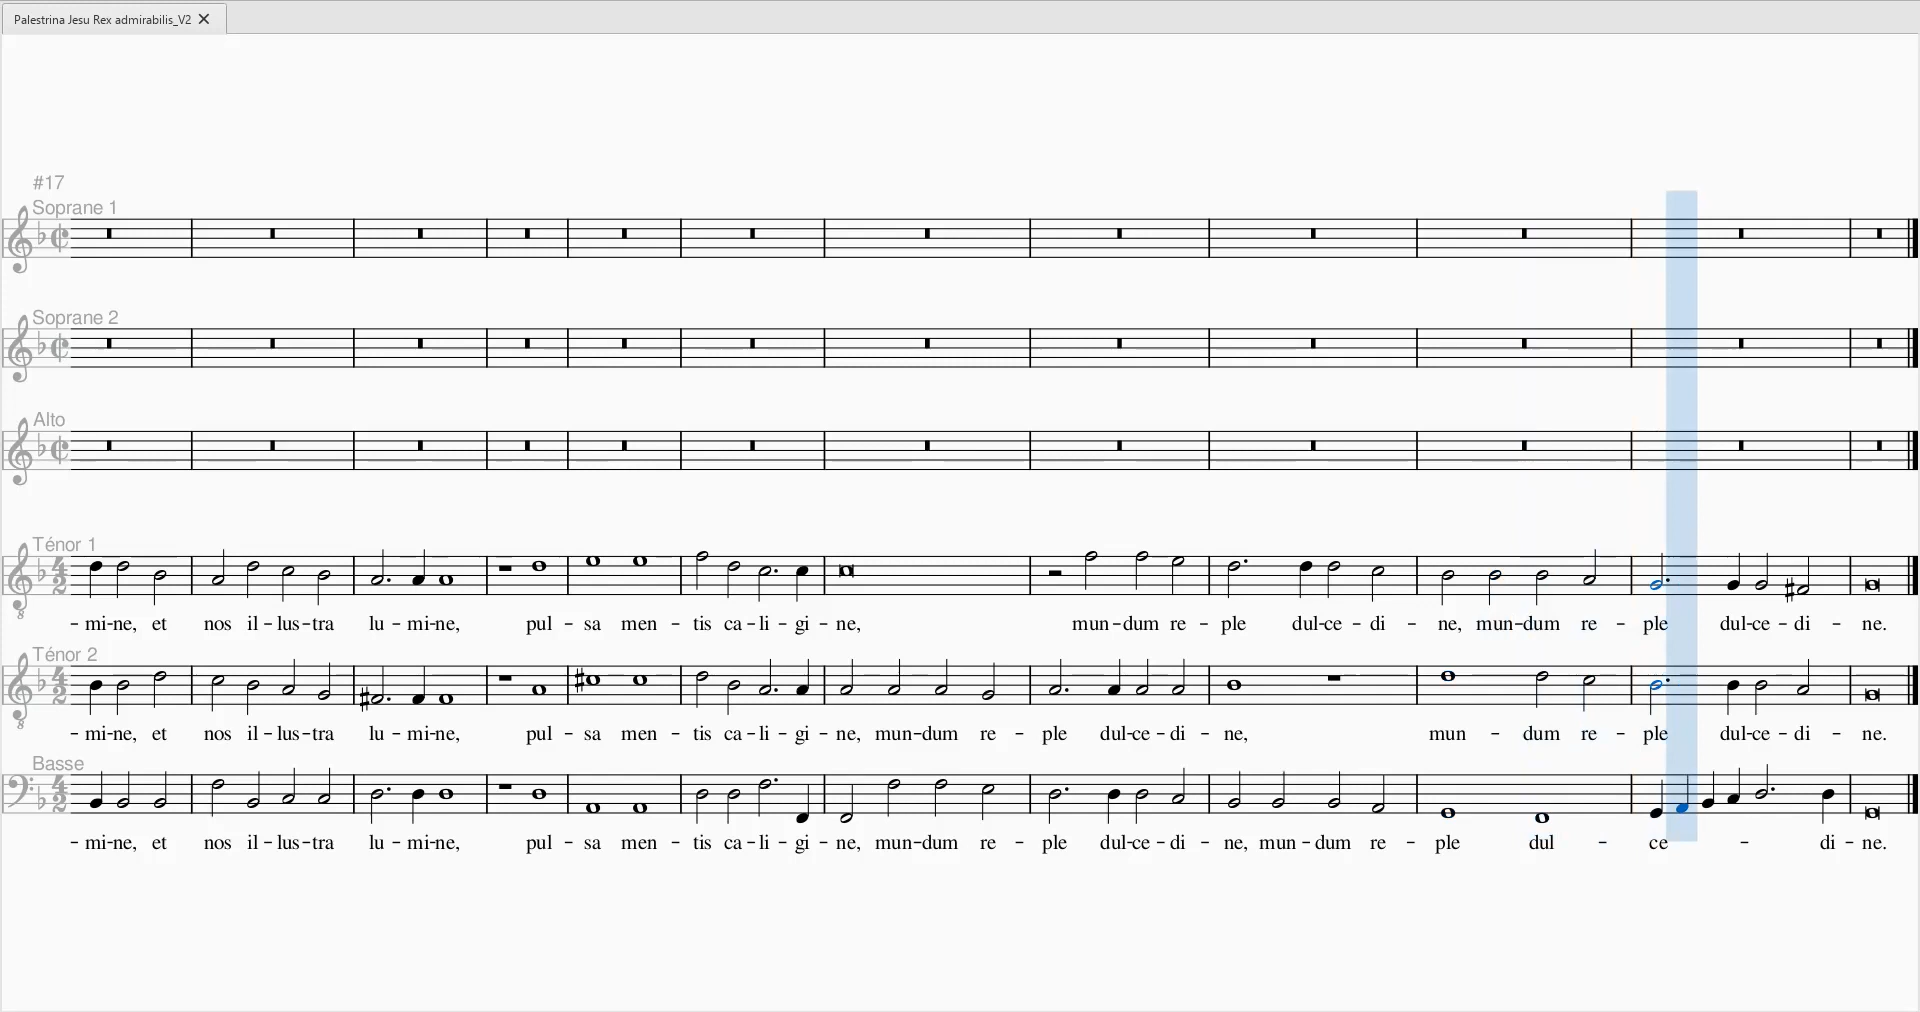 Palestrina Jesu Rex admirabilis_V2
#17
Soprane 1
Soprane 2
Alto
Ténor 1
- mi-ne, et nos il - lus - tra lu - mi-ne, pul - sa men - tis ca - li - gi - ne, mun - dum re - ple dul-ce - di - ne, mun-dum re - ple dul-ce - di - ne.
Ténor 2
- mi-ne, et nos il - lus - tra lu - mi-ne, pul - sa men - tis ca - li - gi - ne, mun-dum re - ple dul-ce - di - ne, mun - dum re - ple dul-ce - di - ne.
Basse
- mi-ne, et nos il - lus - tra lu - mi-ne, pul - sa men - tis ca - li - gi - ne, mun-dum re - ple dul-ce - di - ne, mun - dum re - ple dul - ce - di - ne.